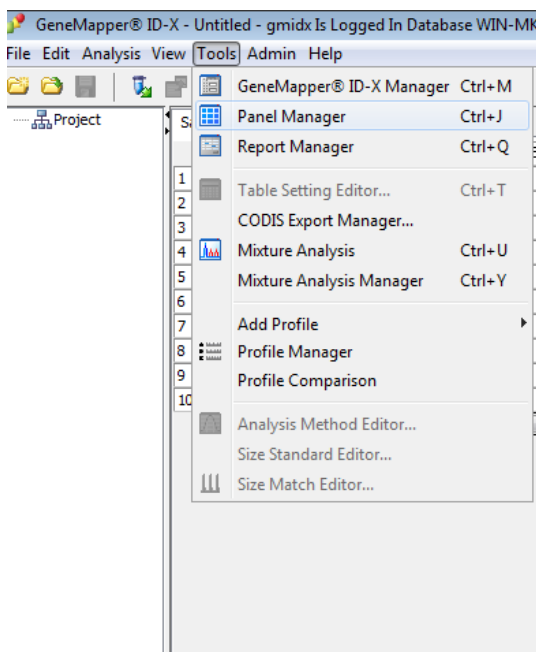 GeneMapper® ID-X - Untitled - gmidx Is Logged In Database WIN-MK
File Edit Analysis View Tools Admin Help
Project
GeneMapper® ID-X Manager Ctrl+M
Panel Manager Ctrl+J
Report Manager Ctrl+Q
Table Setting Editor... Ctrl+T
CODIS Export Manager...
Mixture Analysis Ctrl+U
Mixture Analysis Manager Ctrl+Y
Add Profile
Profile Manager
Profile Comparison
Analysis Method Editor...
Size Standard Editor...
Size Match Editor...
1
2
3
4
5
6
7
8
9
10